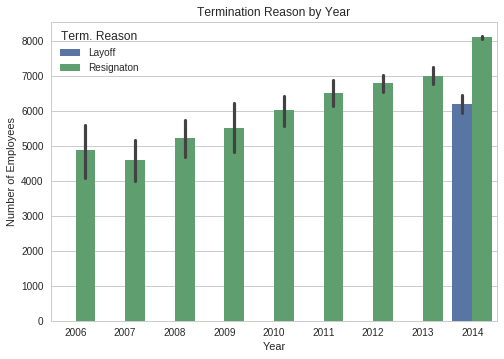 Termination Reason by Year
Term. Reason
Layoff
Resignaton
Number of Employees
8000
7000
6000
5000
4000
3000
2000
1000
0
2006 2007 2008 2009 2010 2011 2012 2013 2014
Year